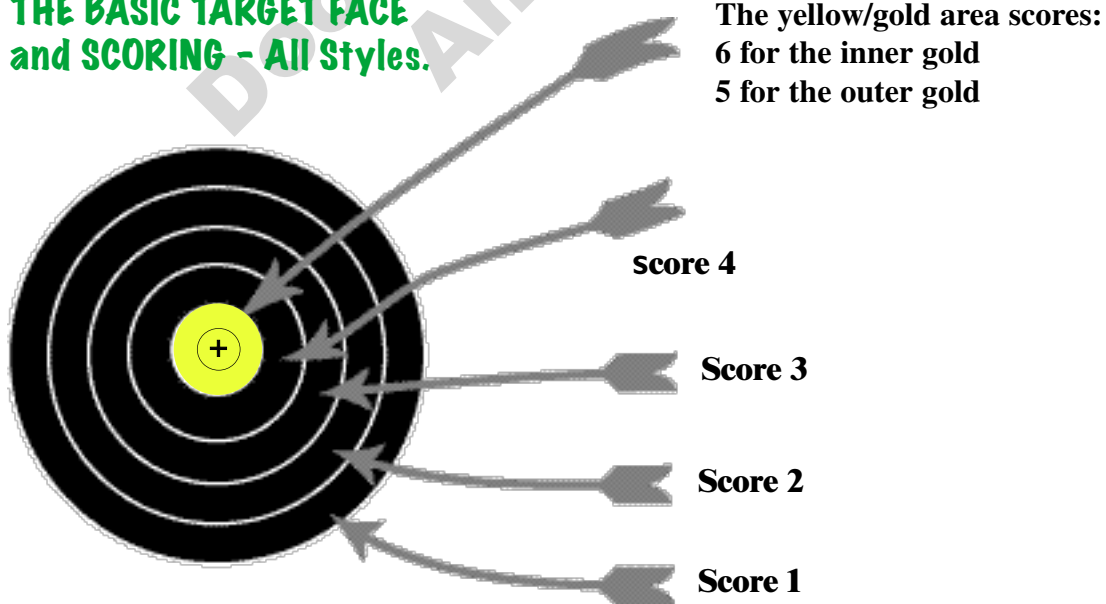 THE BASIC TARGET FACE
and SCORING - All Styles.
The yellow/gold area scores:
6 for the inner gold
5 for the outer gold
score 4
Score 3
Score 2
Score 1